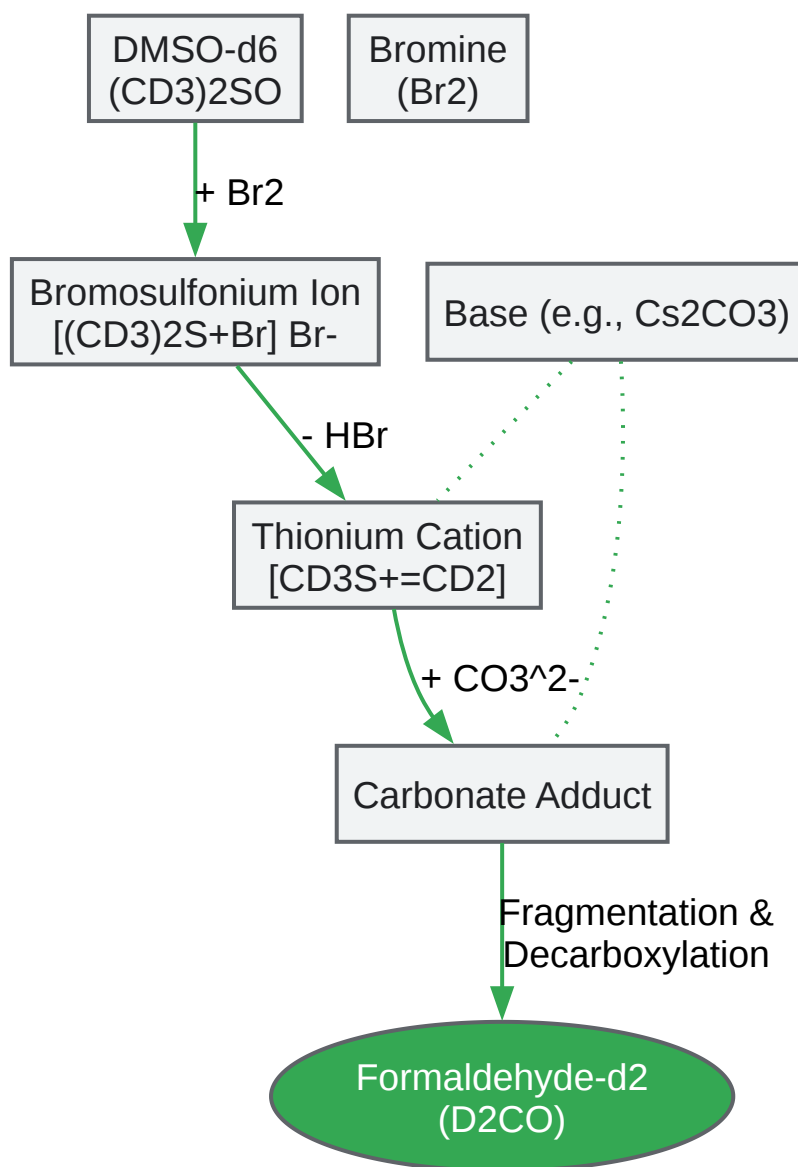 DMSO-d6
(CD3)2SO
Bromine
(Br2)
+ Br2
Bromosulfonium Ion
[(CD3)2S+Br] Br-
Base (e.g., Cs2CO3)
- HBr
Thionium Cation
[CD3S+=CD2]
+ CO3^2-
Carbonate Adduct
Fragmentation &
Decarboxylation
Formaldehyde-d2
(D2CO)